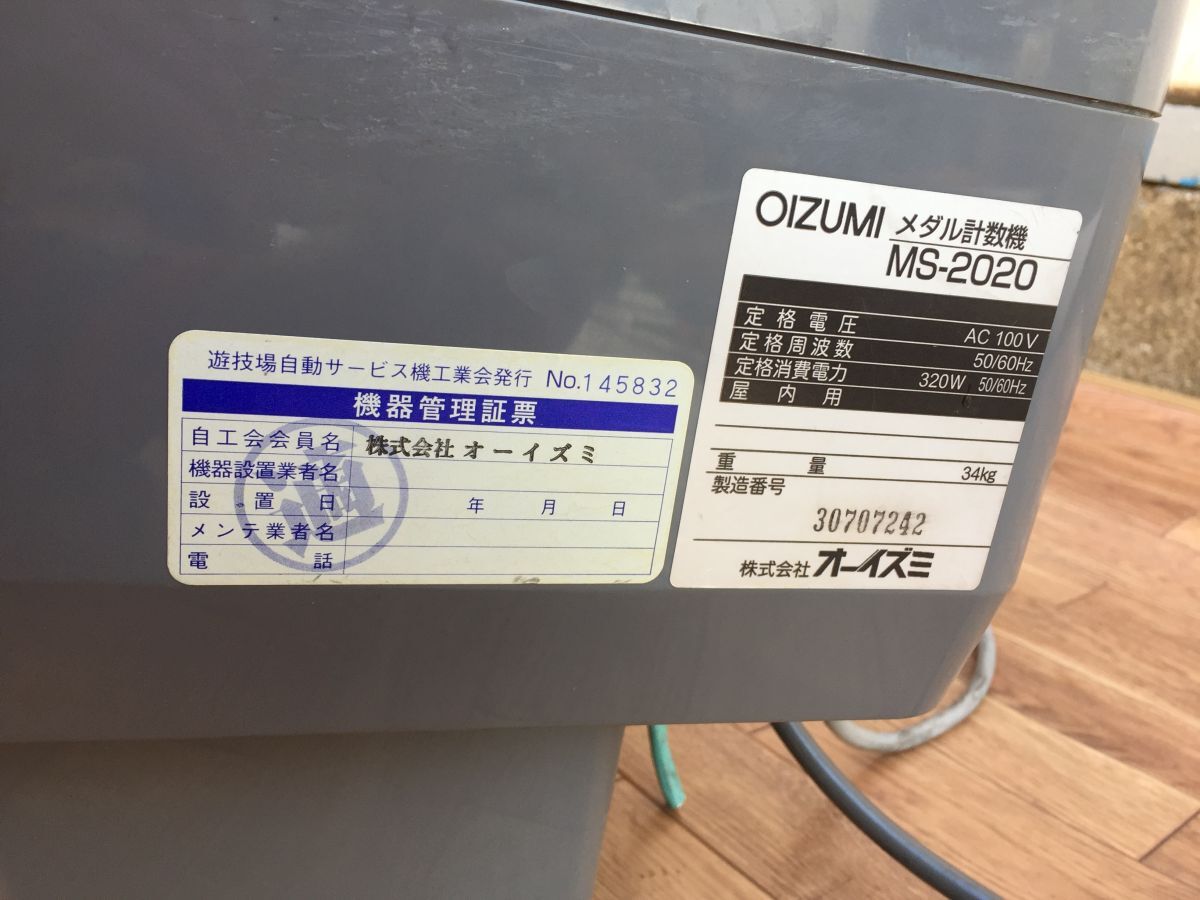 遊技場自動サービス機工業会発行 No.145832
機器管理証票
自工会会員名 株式会社 オーイズミ
機器設置業者名
設置日 年 月 日
メンテ業者名
電話
適
OIZUMI メダル計数機
MS-2020
定格電圧 AC 100V
定格周波数 50/60Hz
定格消費電力 320W 50/60Hz
屋内用
重量 34kg
製造番号
30707242
株式会社 オーイズミ